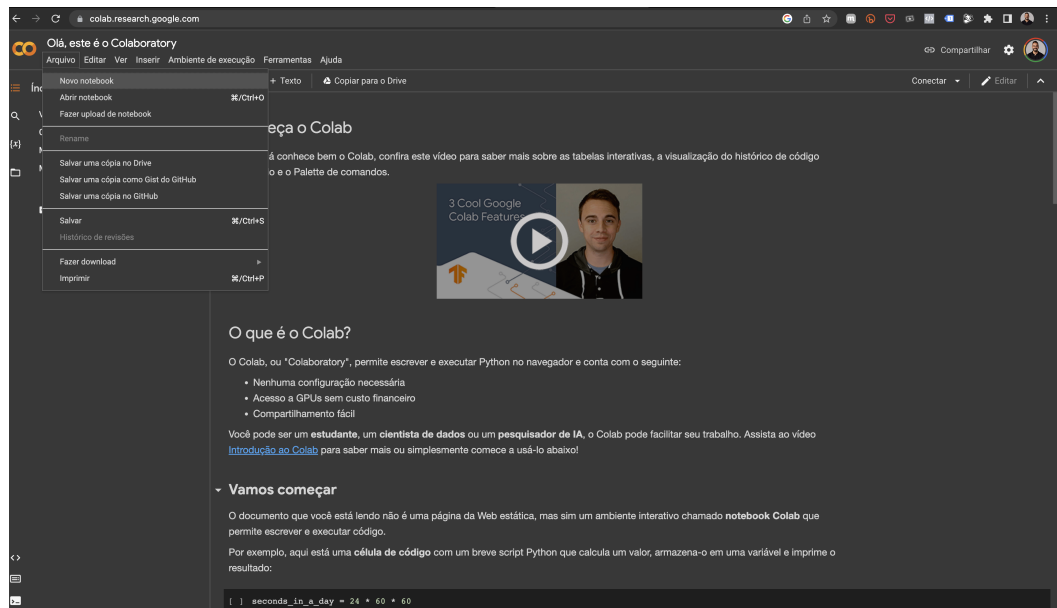 colab.research.google.com
Olá, este é o Colaboratory
Arquivo Editar Ver Inserir Ambiente de execução Ferramentas Ajuda
Compartilhar
+ Texto Copiar para o Drive
Conectar Editar
Novo notebook
Abrir notebook ⌘/Ctrl+O
Fazer upload de notebook
Rename
Salvar uma cópia no Drive
Salvar uma cópia como Gist do GitHub
Salvar uma cópia no GitHub
Salvar ⌘/Ctrl+S
Histórico de revisões
Fazer download
Imprimir ⌘/Ctrl+P
{x}
eça o Colab
á conhece bem o Colab, confira este vídeo para saber mais sobre as tabelas interativas, a visualização do histórico de código
o e o Palette de comandos.
3 Cool Google
Colab Features
O que é o Colab?
O Colab, ou "Colaboratory", permite escrever e executar Python no navegador e conta com o seguinte:
• Nenhuma configuração necessária
• Acesso a GPUs sem custo financeiro
• Compartilhamento fácil
Você pode ser um estudante, um cientista de dados ou um pesquisador de IA, o Colab pode facilitar seu trabalho. Assista ao vídeo
Introdução ao Colab para saber mais ou simplesmente comece a usá-lo abaixo!
Vamos começar
O documento que você está lendo não é uma página da Web estática, mas sim um ambiente interativo chamado notebook Colab que
permite escrever e executar código.
Por exemplo, aqui está uma célula de código com um breve script Python que calcula um valor, armazena-o em uma variável e imprime o
resultado:
[ ] seconds_in_a_day = 24 * 60 * 60